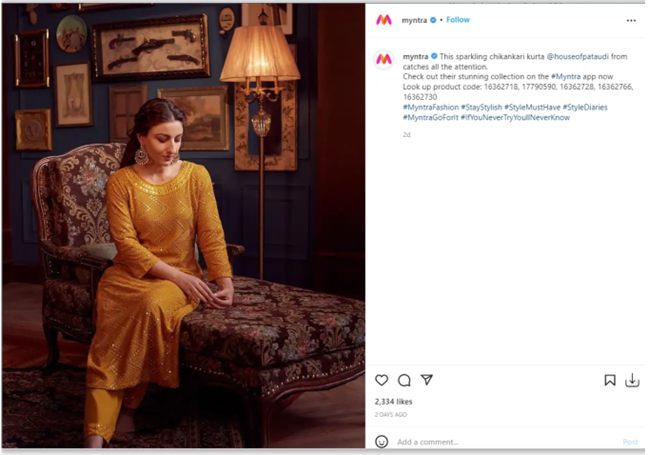 myntra • Follow
myntra This sparkling chikankari kurta @houseofpataudi from
catches all the attention.
Check out their stunning collection on the #Myntra app now
Look up product code: 16362718, 17790590, 16362728, 16362766,
16362730
#MyntraFashion #StayStylish #StyleMustHave #StyleDiaries
#MyntraGoForIt #IfYouNeverTryYoullNeverKnow
2d
2,334 likes
2 DAYS AGO
Add a comment...
Post